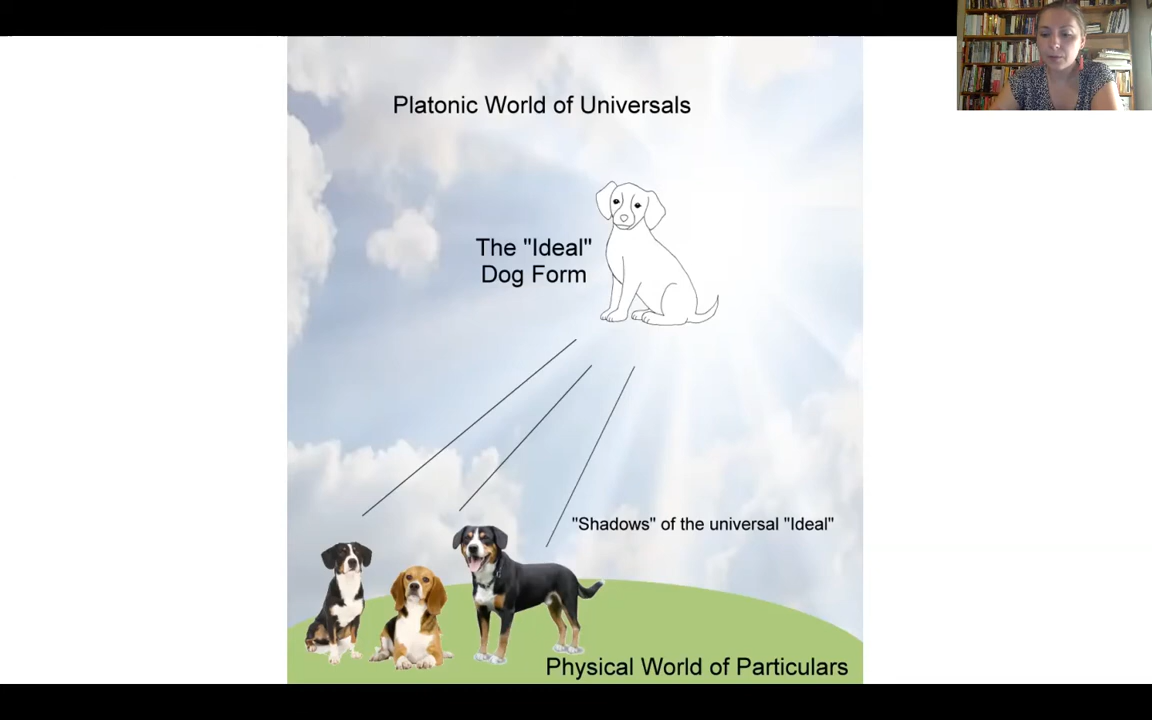 Platonic World of Universals
The "Ideal"
Dog Form
"Shadows" of the universal "Ideal"
Physical World of Particulars